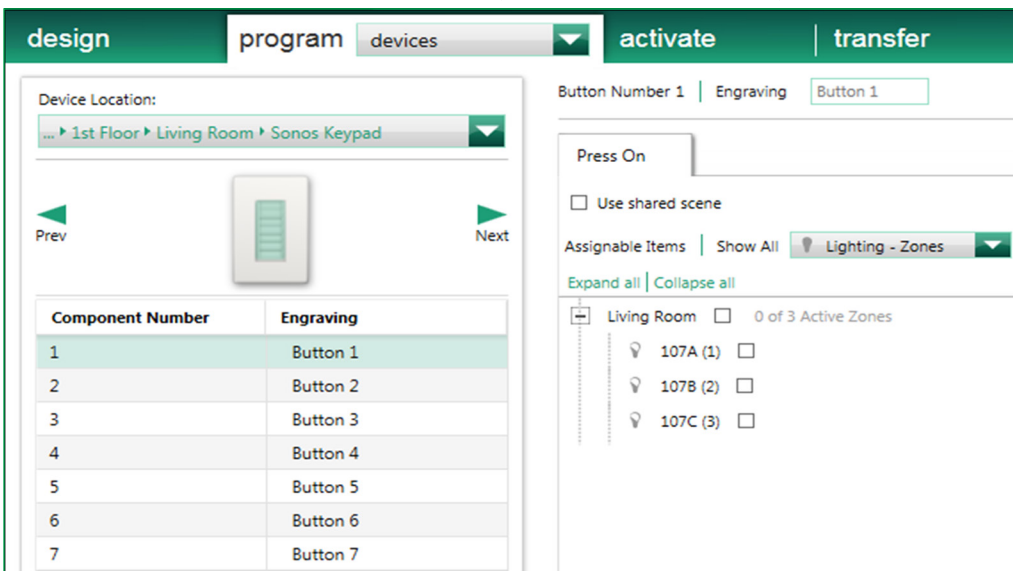 design
program
devices
activate
transfer
Device Location:
... 1st Floor Living Room Sonos Keypad
Prev
Next
Component Number Engraving
1 Button 1
2 Button 2
3 Button 3
4 Button 4
5 Button 5
6 Button 6
7 Button 7
Button Number 1 Engraving Button 1
Press On
Use shared scene
Assignable Items Show All Lighting - Zones
Expand all Collapse all
Living Room 0 of 3 Active Zones
107A (1)
107B (2)
107C (3)